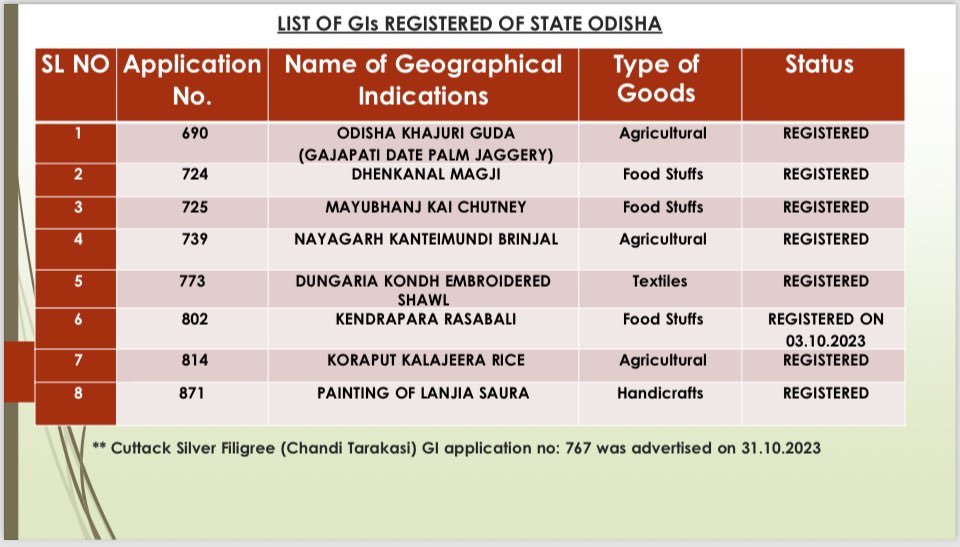 LIST OF GIs REGISTERED OF STATE ODISHA
SL NO Application No. Name of Geographical Indications Type of Goods Status
1 690 ODISHA KHAJURI GUDA (GAJAPATI DATE PALM JAGGERY) Agricultural REGISTERED
2 724 DHENKANAL MAGJI Food Stuffs REGISTERED
3 725 MAYUBHANJ KAI CHUTNEY Food Stuffs REGISTERED
4 739 NAYAGARH KANTEIMUNDI BRINJAL Agricultural REGISTERED
5 773 DUNGARIA KONDH EMBROIDERED SHAWL Textiles REGISTERED
6 802 KENDRAPARA RASABALI Food Stuffs REGISTERED ON 03.10.2023
7 814 KORAPUT KALAJEERA RICE Agricultural REGISTERED
8 871 PAINTING OF LANJIA SAURA Handicrafts REGISTERED
** Cuttack Silver Filigree (Chandi Tarakasi) GI application no: 767 was advertised on 31.10.2023